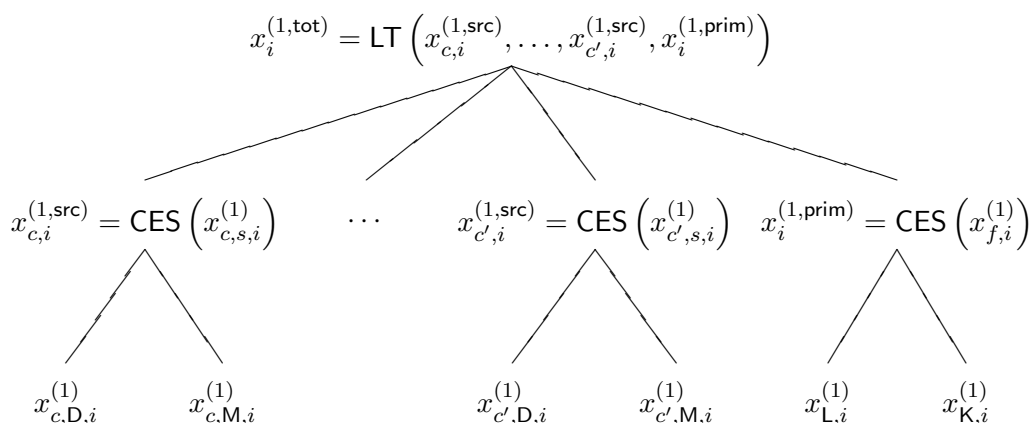 x_i^{(1,tot)} = LT ( x_{c,i}^{(1,src)}, . . . , x_{c′,i}^{(1,src)}, x_i^{(1,prim)} )
x_{c,i}^{(1,src)} = CES ( x_{c,s,i}^{(1)} ) · · · x_{c′,i}^{(1,src)} = CES ( x_{c′,s,i}^{(1)} ) x_i^{(1,prim)} = CES ( x_{f,i}^{(1)} )
x_{c,D,i}^{(1)} x_{c,M,i}^{(1)} x_{c′,D,i}^{(1)} x_{c′,M,i}^{(1)} x_{L,i}^{(1)} x_{K,i}^{(1)}